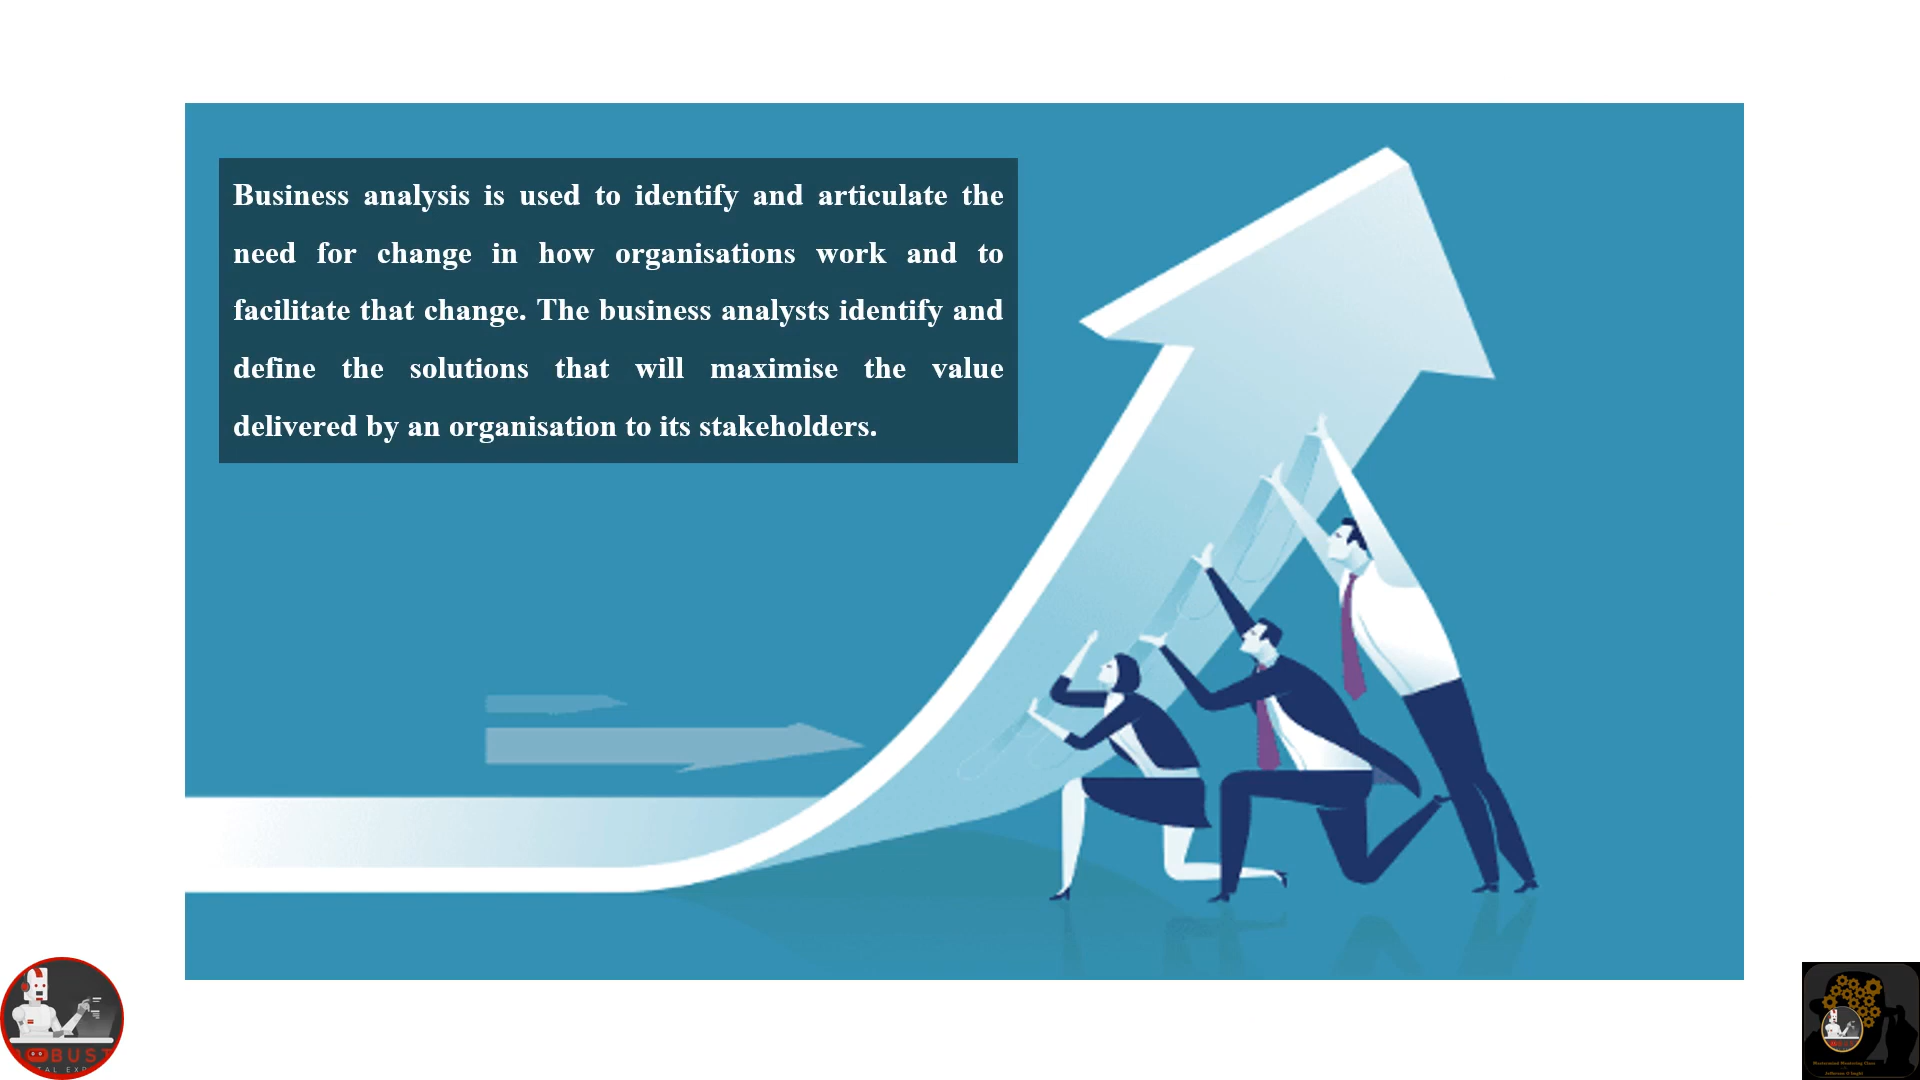 Business analysis is used to identify and articulate the
need for change in how organisations work and to
facilitate that change. The business analysts identify and
define the solutions that will maximise the value
delivered by an organisation to its stakeholders.